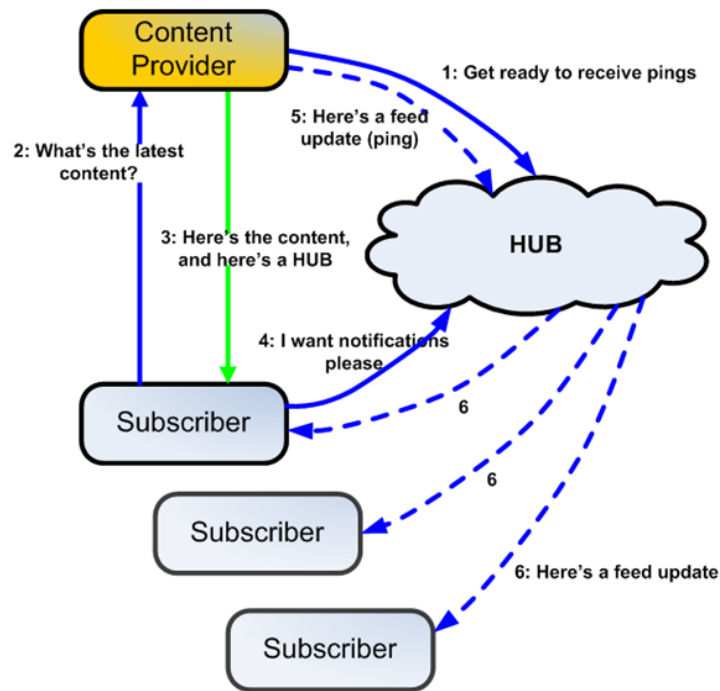 Content
Provider
1: Get ready to receive pings
5: Here's a feed
update (ping)
2: What's the latest
content?
3: Here's the content,
and here's a HUB
HUB
4: I want notifications
please
Subscriber
6
6
Subscriber
6: Here's a feed update
Subscriber